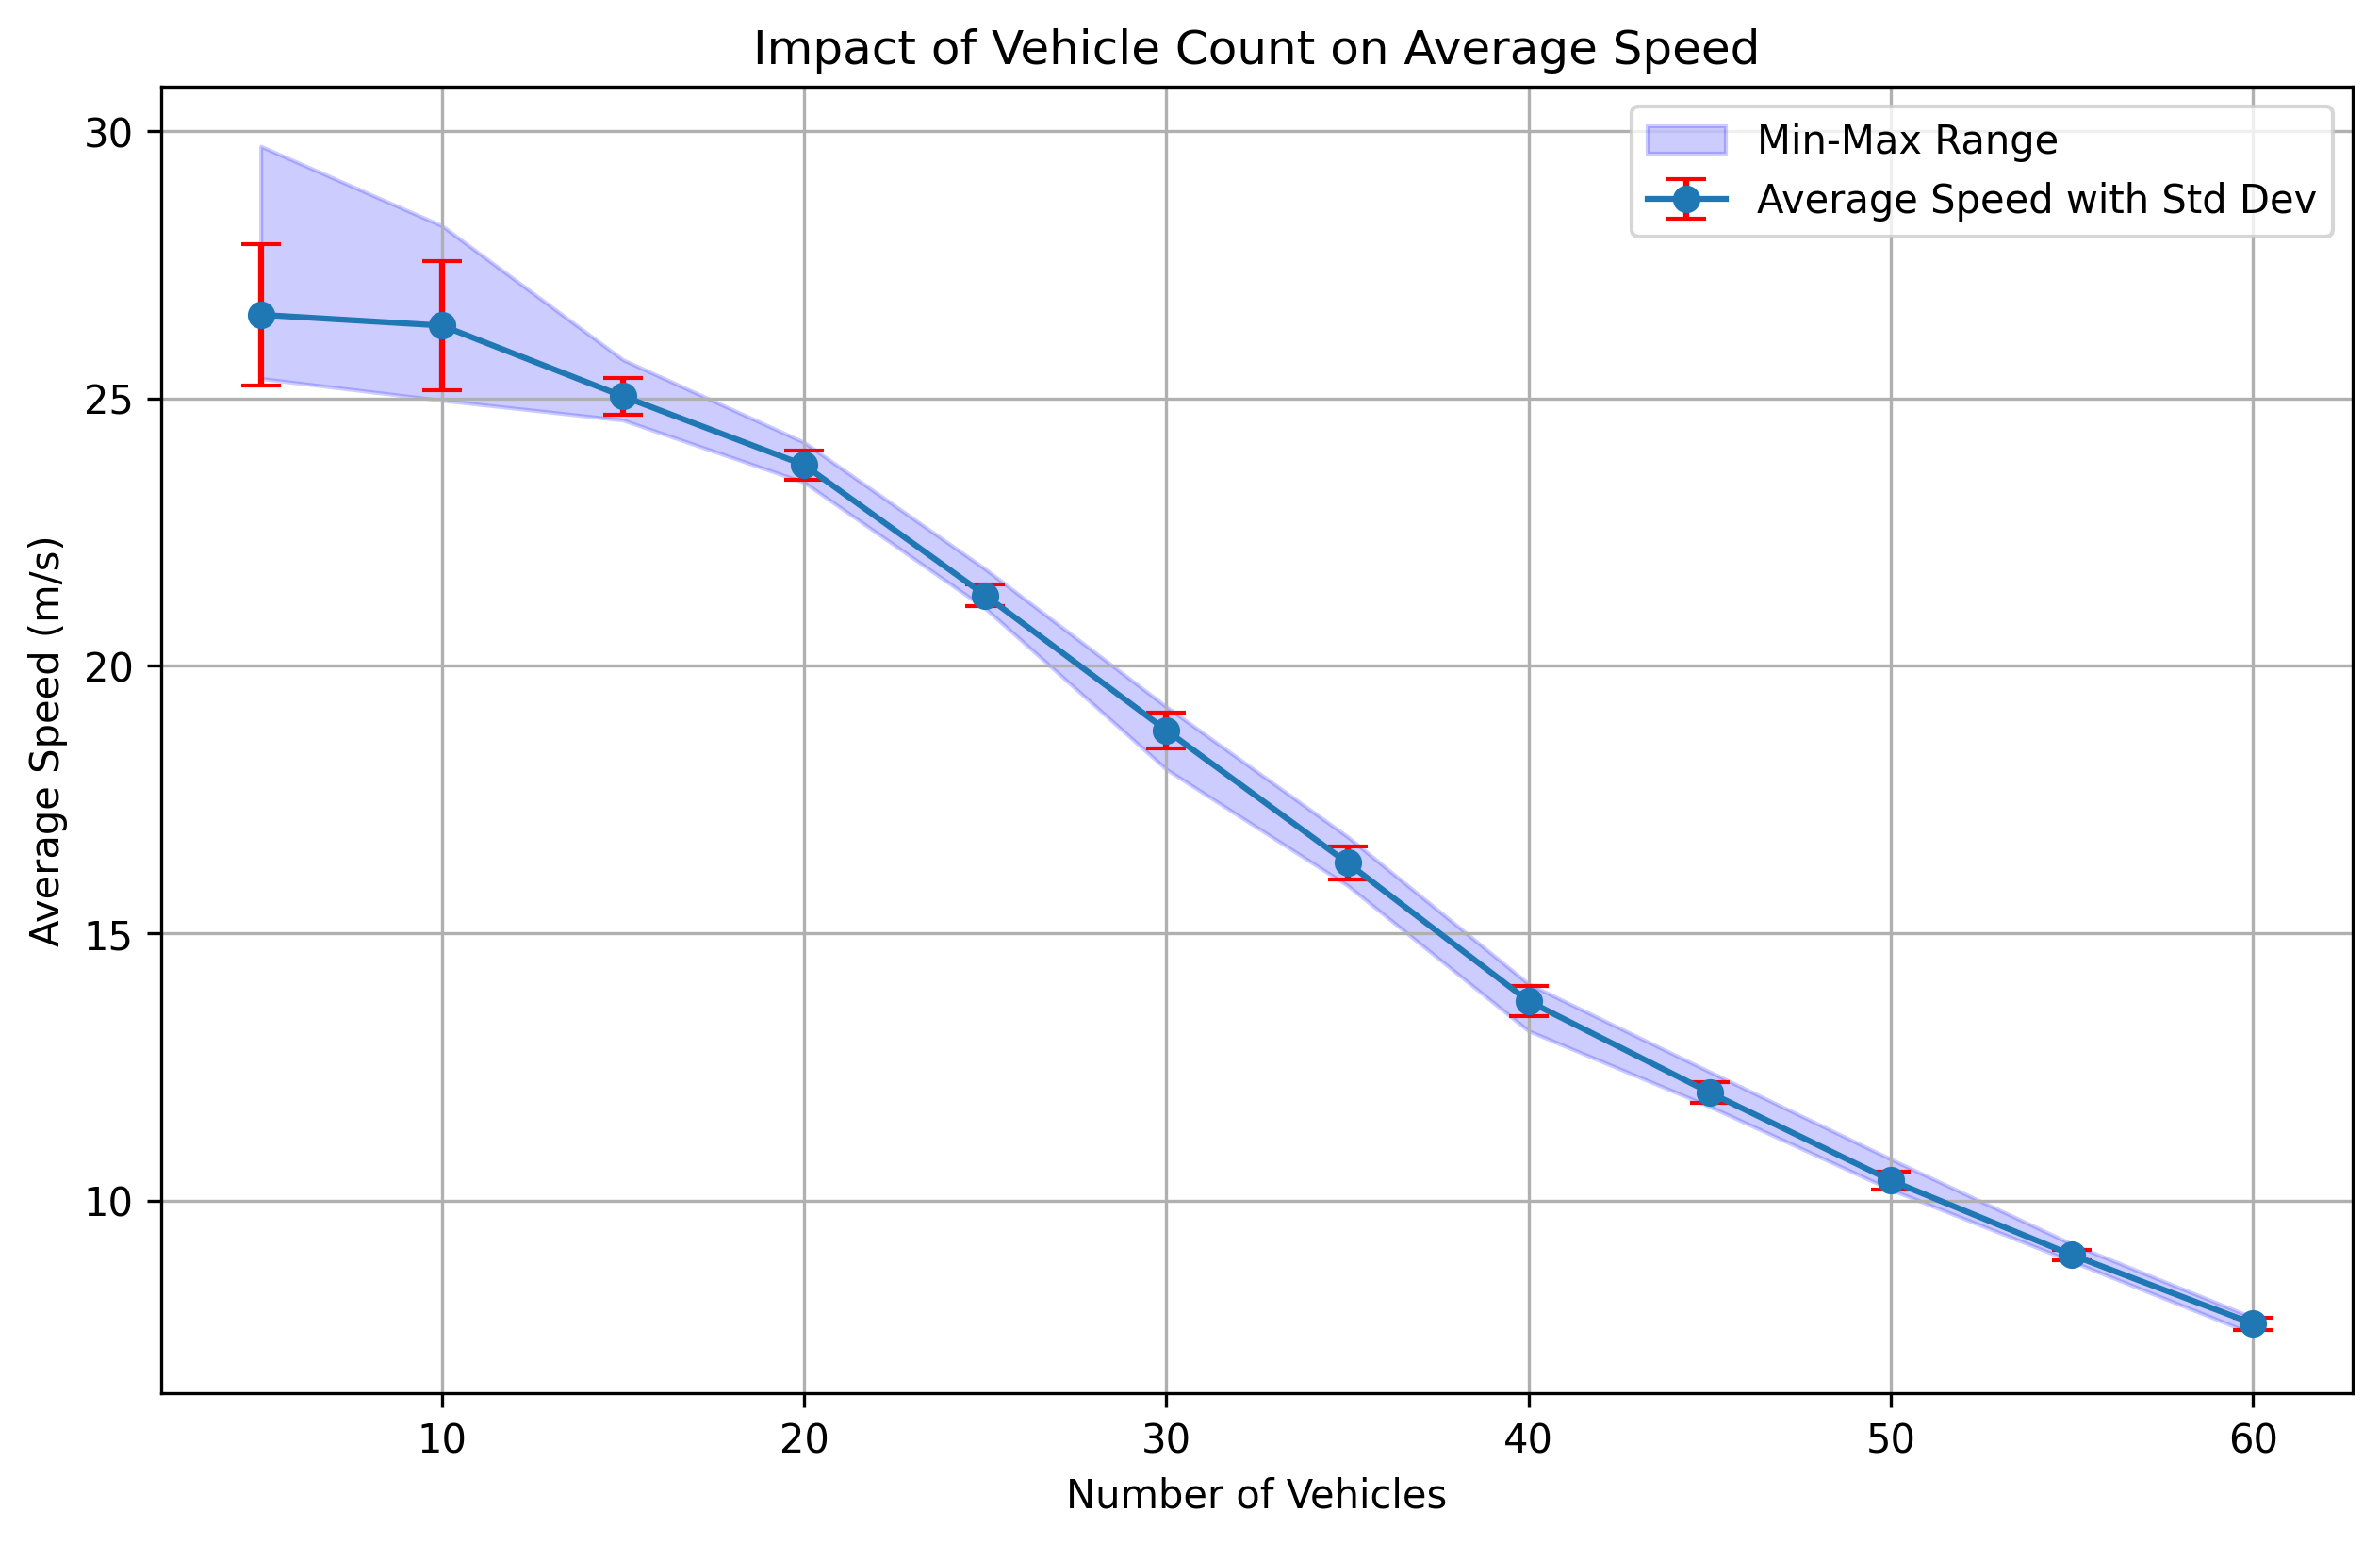 Impact of Vehicle Count on Average Speed
Min-Max Range
Average Speed with Std Dev
30
25
20
15
10
Average Speed (m/s)
10 20 30 40 50 60
Number of Vehicles